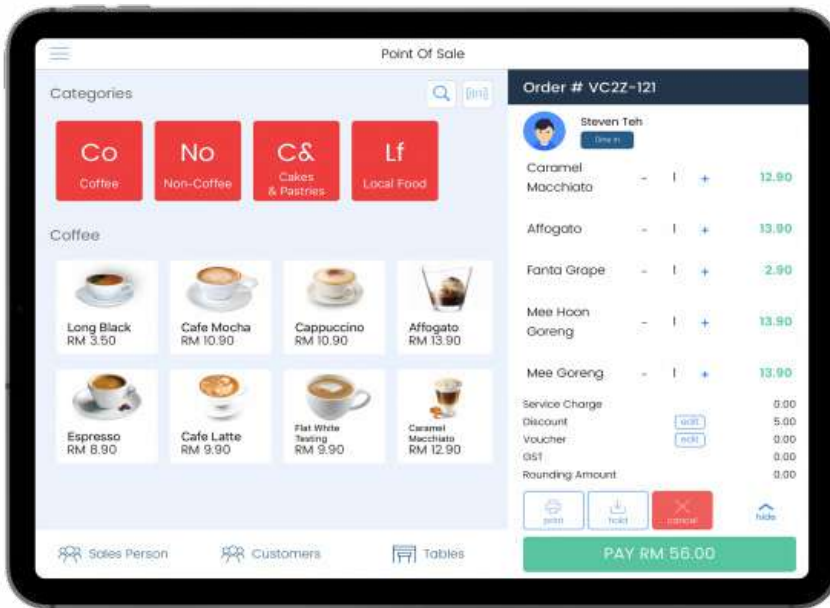 Point Of Sale
Categories
Co
Coffee
No
Non-Coffee
C&
Cakes
& Pastries
Lf
Local Food
Coffee
Long Black
RM 3.50
Cafe Mocha
RM 10.90
Cappuccino
RM 10.90
Affogato
RM 13.90
Espresso
RM 8.90
Cafe Latte
RM 9.90
Flat White
Testing
RM 9.90
Caramel
Macchiato
RM 12.90
Sales Person
Customers
Tables
Order # VC2Z-121
Steven Teh
Dine In
Caramel
Macchiato
- 1 + 12.90
Affogato - 1 + 13.90
Fanta Grape - 1 + 2.90
Mee Hoon
Goreng
- 1 + 13.90
Mee Goreng - 1 + 13.90
Service Charge 0.00
Discount edit 5.00
Voucher edit 0.00
GST 0.00
Rounding Amount 0.00
print
hold
cancel
hide
PAY RM 56.00